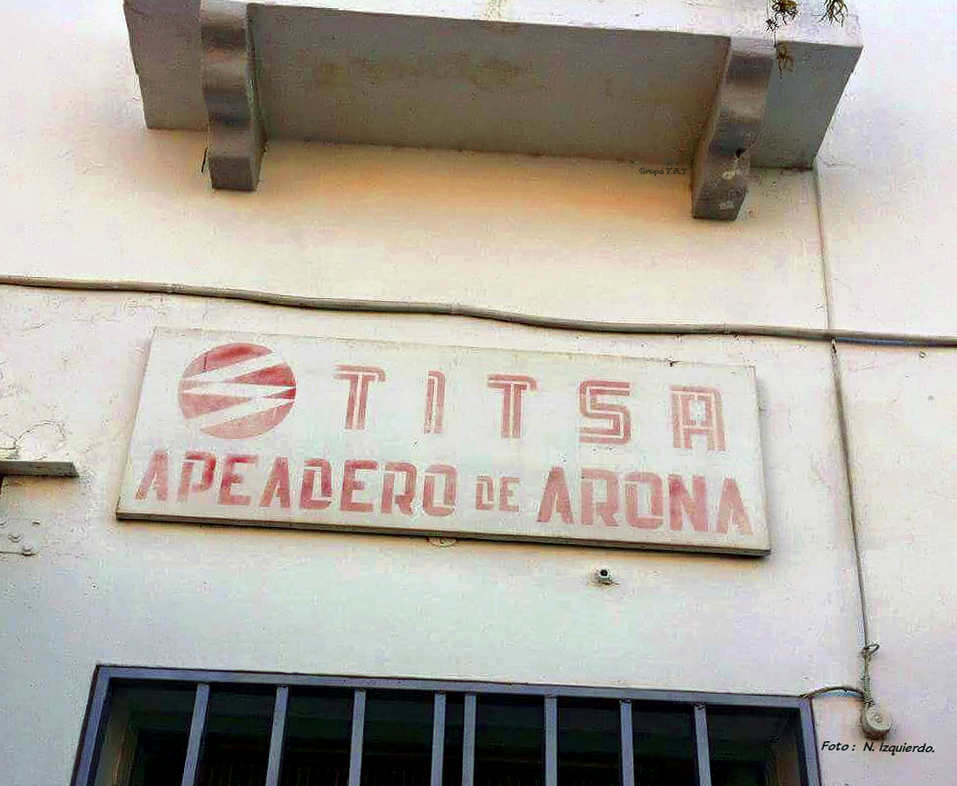 Grupo F.A.T
TITSA
APEADERO DE ARONA
Foto : N. Izquierdo.